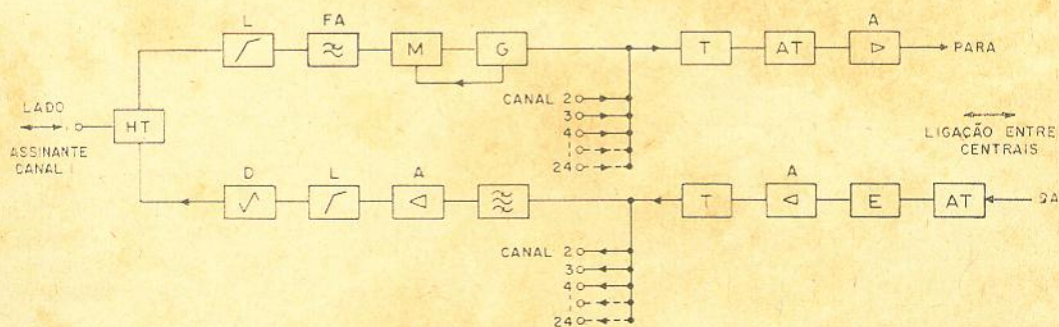 L FA A
M G T AT PARA
LADO
HT
ASSINANTE
CANAL 1
CANAL 2
3
4
24
LIGAÇÃO ENTRE
CENTRAIS
D L A A
T E AT
CANAL 2
3
4
24